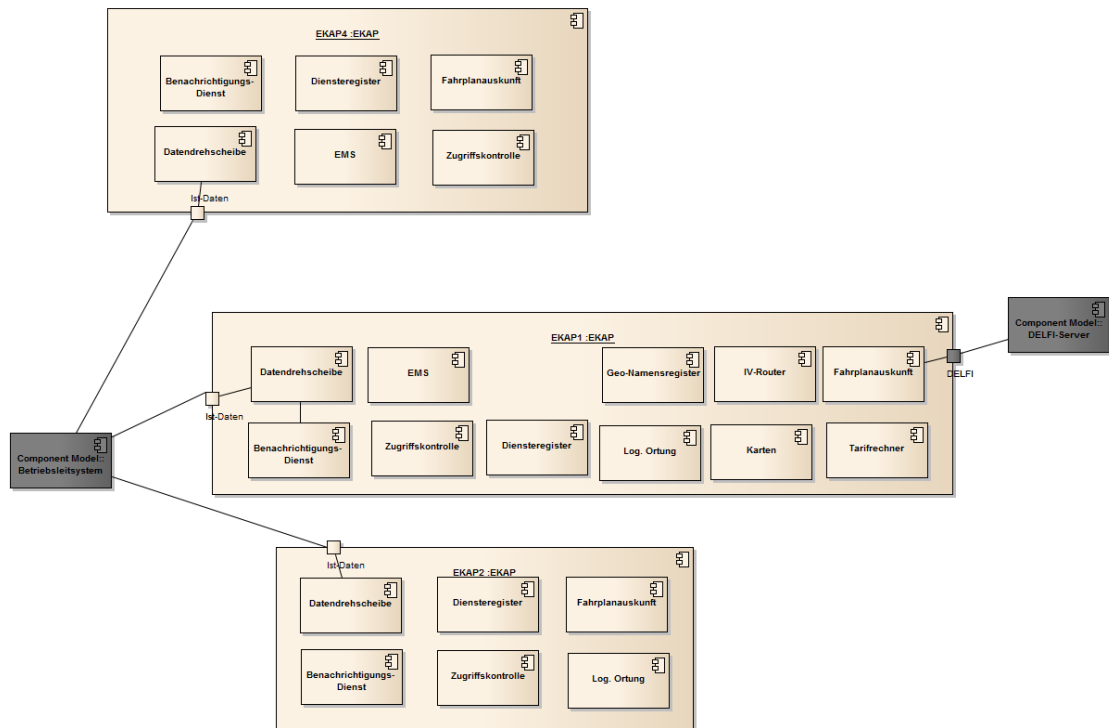 EKAP4 :EKAP
Benachrichtigungs-
Dienst
Diensteregister
Fahrplanauskunft
Datendrehscheibe
EMS
Zugriffskontrolle
Ist-Daten
EKAP1 :EKAP
Component Model::
DELFI-Server
Datendrehscheibe
EMS
Geo-Namensregister
IV-Router
Fahrplanauskunft
DELFI
Ist-Daten
Benachrichtigungs-
Dienst
Zugriffskontrolle
Diensteregister
Log. Ortung
Karten
Tarifrechner
Component Model::
Betriebsleitsystem
Ist-Daten
EKAP2 :EKAP
Datendrehscheibe
Diensteregister
Fahrplanauskunft
Benachrichtigungs-
Dienst
Zugriffskontrolle
Log. Ortung